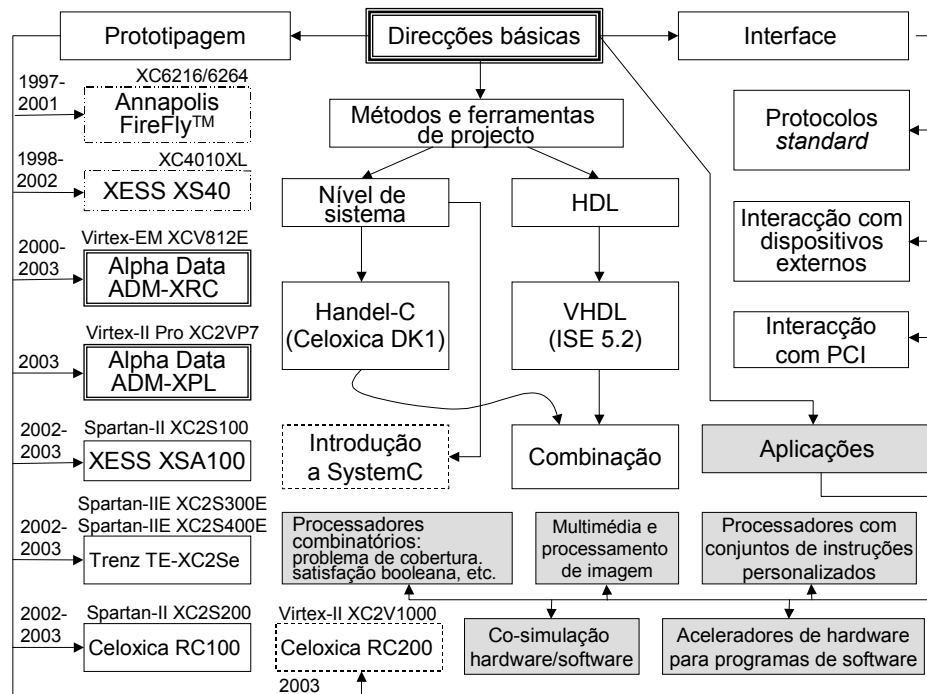 Prototipagem
Direcções básicas
Interface
1997-
2001
XC6216/6264
Annapolis
FireFly™
1998-
2002
XC4010XL
XESS XS40
2000-
2003
Virtex-EM XCV812E
Alpha Data
ADM-XRC
2003
Virtex-II Pro XC2VP7
Alpha Data
ADM-XPL
2002-
2003
Spartan-II XC2S100
XESS XSA100
2002-
2003
Spartan-IIE XC2S300E
Spartan-IIE XC2S400E
Trenz TE-XC2Se
2002-
2003
Spartan-II XC2S200
Celoxica RC100
Virtex-II XC2V1000
Celoxica RC200
2003
Métodos e ferramentas
de projecto
Nível de
sistema
HDL
Handel-C
(Celoxica DK1)
VHDL
(ISE 5.2)
Introdução
a SystemC
Combinação
Protocolos
standard
Interacção com
dispositivos
externos
Interacção
com PCI
Aplicações
Processadores
combinatórios:
problema de cobertura.
satisfação booleana, etc.
Multimédia e
processamento
de imagem
Processadores com
conjuntos de instruções
personalizados
Co-simulação
hardware/software
Aceleradores de hardware
para programas de software